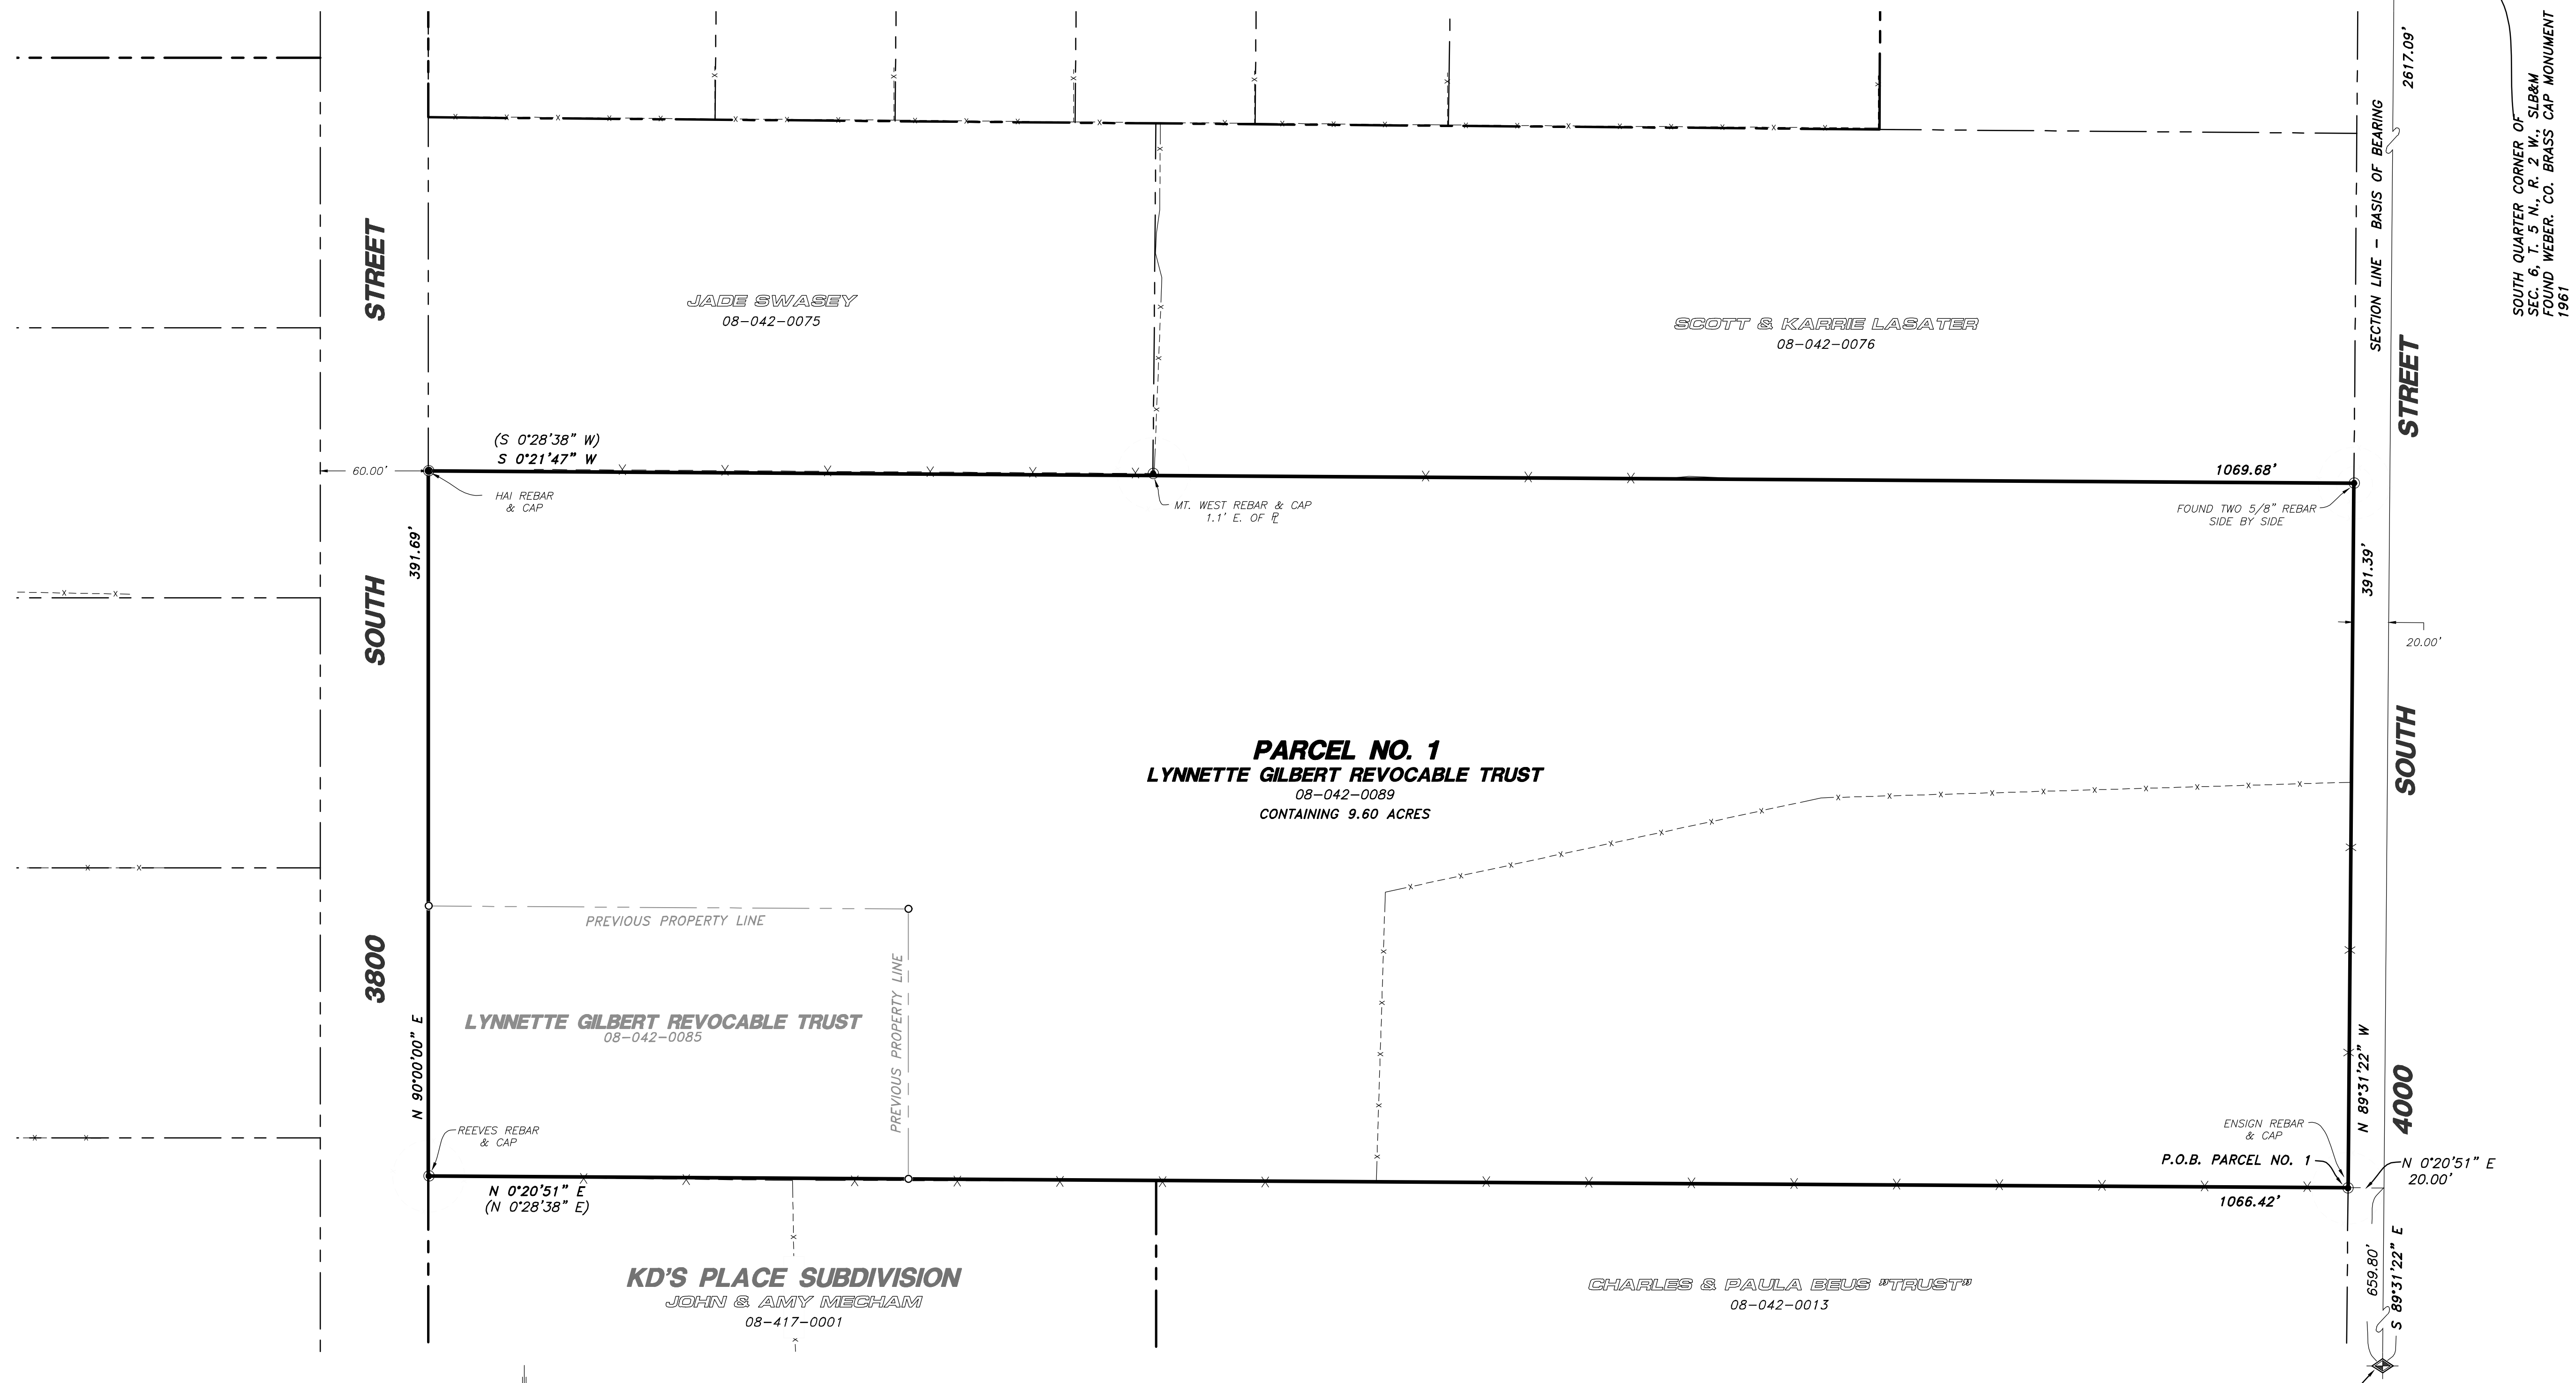 2617.09'
SOUTH QUARTER CORNER OF
SEC. 6, T. 5 N., R. 2 W., SLB&M
FOUND WEBER. CO. BRASS CAP MONUMENT
1961
SECTION LINE - BASIS OF BEARING
STREET
STREET
JADE SWASEY
08-042-0075
SCOTT & KARRIE LASATER
08-042-0076
(S 0°28'38" W)
S 0°21'47" W
60.00'
1069.68'
HAI REBAR
& CAP
MT. WEST REBAR & CAP
1.1' E. OF PL
FOUND TWO 5/8" REBAR
SIDE BY SIDE
391.69'
391.39'
SOUTH
20.00'
SOUTH
PARCEL NO. 1
LYNNETTE GILBERT REVOCABLE TRUST
08-042-0089
CONTAINING 9.60 ACRES
PREVIOUS PROPERTY LINE
PREVIOUS PROPERTY LINE
3800
LYNNETTE GILBERT REVOCABLE TRUST
08-042-0085
N 90°00'00" E
N 89°31'22" W
4000
REEVES REBAR
& CAP
ENSIGN REBAR
& CAP
P.O.B. PARCEL NO. 1
N 0°20'51" E
20.00'
N 0°20'51" E
(N 0°28'38" E)
1066.42'
659.80'
S 89°31'22" E
KD'S PLACE SUBDIVISION
JOHN & AMY MECHAM
08-417-0001
CHARLES & PAULA BEUS "TRUST"
08-042-0013